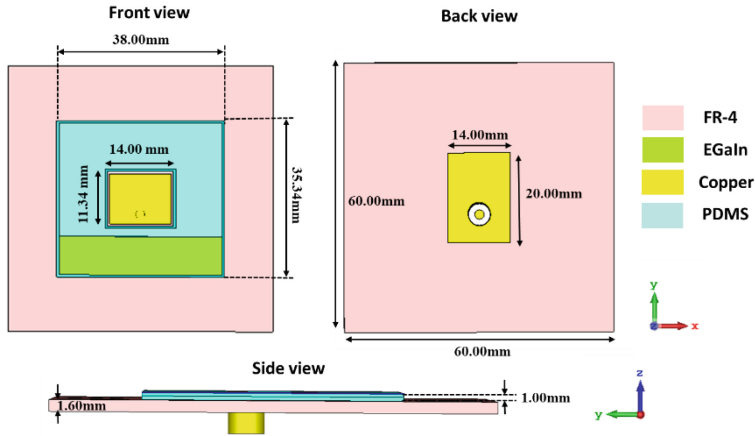 Front view
38.00mm
14.00 mm
11.34 mm
35.34mm
Back view
14.00mm
20.00mm
60.00mm
60.00mm
FR-4
EGaIn
Copper
PDMS
y
z
x
Side view
1.60mm
1.00mm
z
y
x